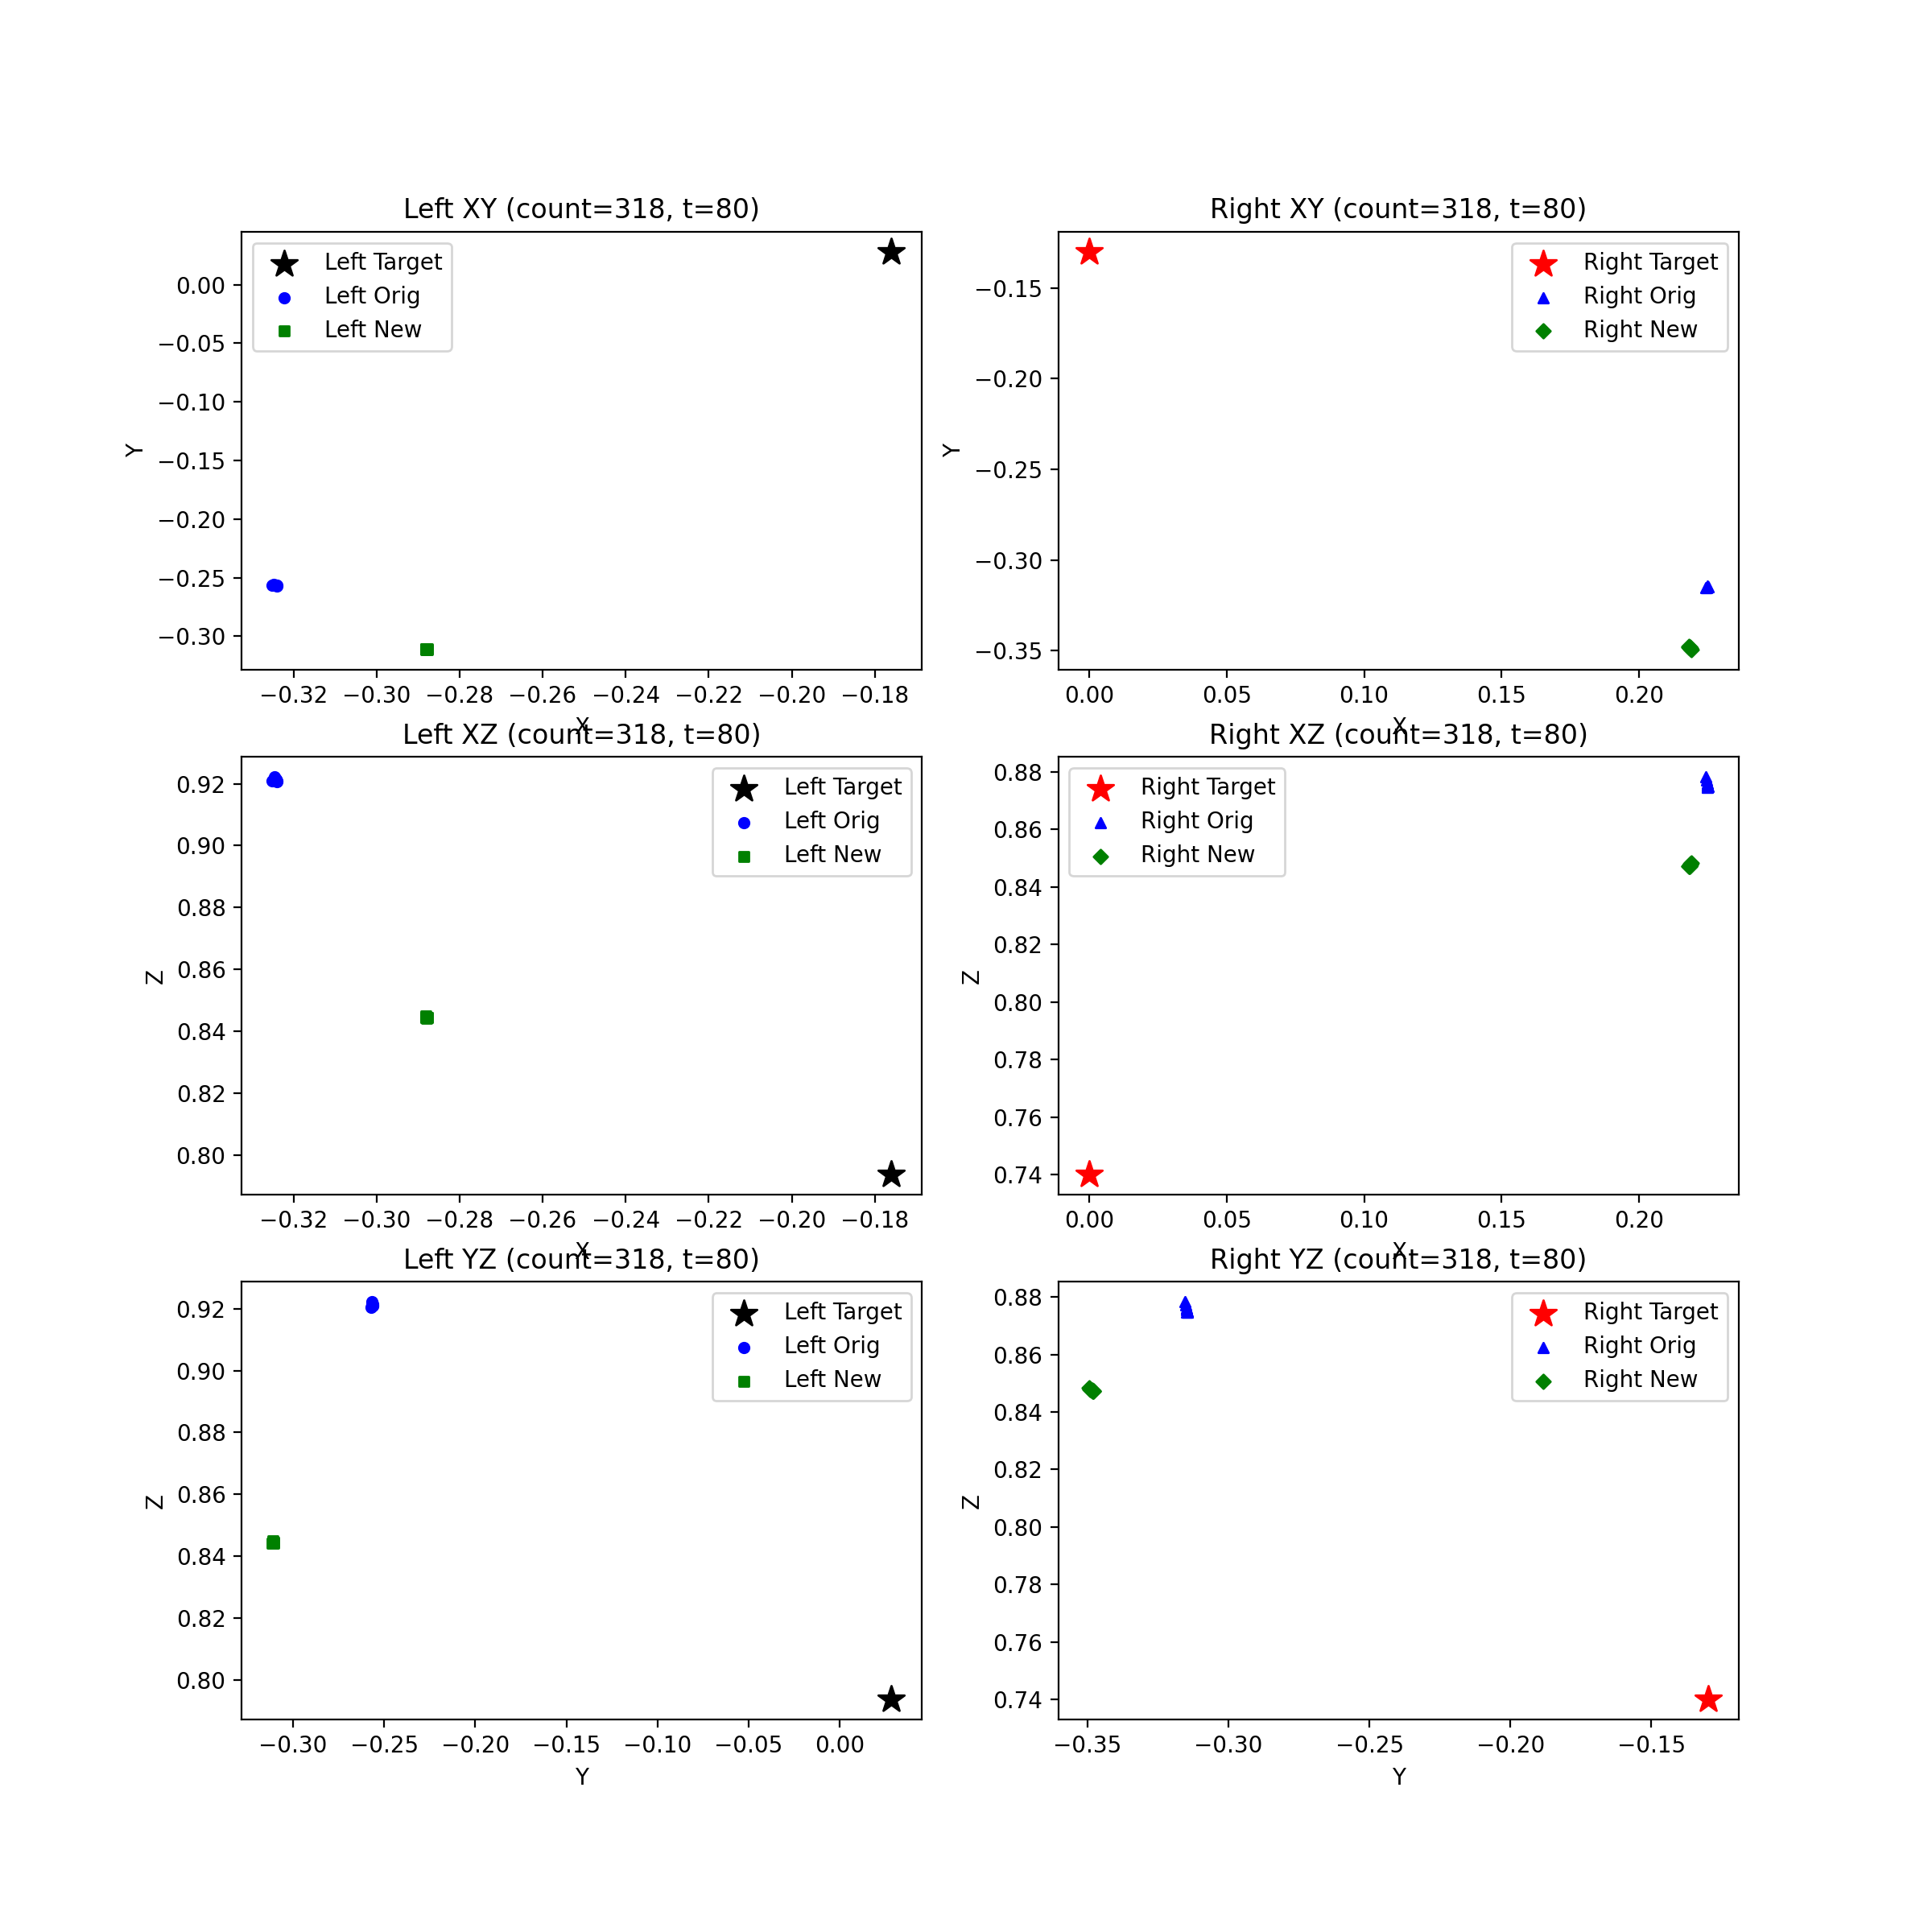 Left XY (count=318, t=80)
Left Target
Left Orig
Left New
0.00
−0.05
−0.10
−0.15
−0.20
−0.25
−0.30
Y
−0.32 −0.30 −0.28 −0.26 −0.24 −0.22 −0.20 −0.18
X
Right XY (count=318, t=80)
Right Target
Right Orig
Right New
−0.15
−0.20
−0.25
−0.30
−0.35
Y
0.00 0.05 0.10 0.15 0.20
X
Left XZ (count=318, t=80)
Left Target
Left Orig
Left New
0.92
0.90
0.88
0.86
0.84
0.82
0.80
Z
−0.32 −0.30 −0.28 −0.26 −0.24 −0.22 −0.20 −0.18
X
Right XZ (count=318, t=80)
Right Target
Right Orig
Right New
0.88
0.86
0.84
0.82
0.80
0.78
0.76
0.74
Z
0.00 0.05 0.10 0.15 0.20
X
Left YZ (count=318, t=80)
Left Target
Left Orig
Left New
0.92
0.90
0.88
0.86
0.84
0.82
0.80
Z
−0.30 −0.25 −0.20 −0.15 −0.10 −0.05 0.00
Y
Right YZ (count=318, t=80)
Right Target
Right Orig
Right New
0.88
0.86
0.84
0.82
0.80
0.78
0.76
0.74
Z
−0.35 −0.30 −0.25 −0.20 −0.15
Y